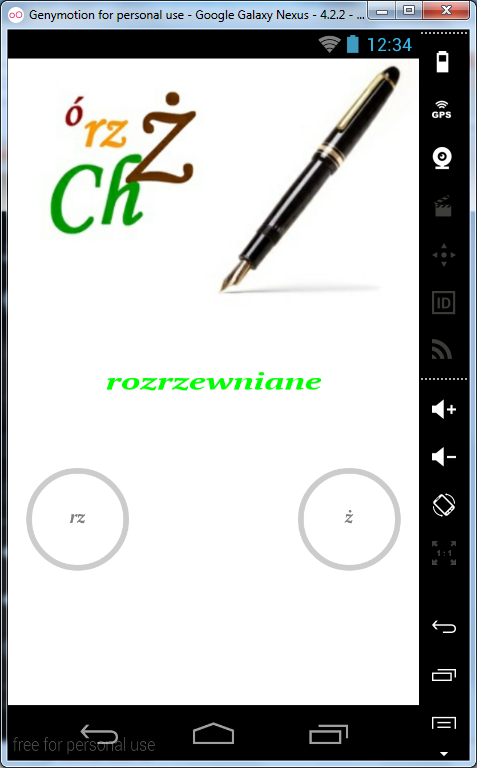 Genymotion for personal use - Google Galaxy Nexus - 4.2.2 - ...
12:34
GPS
ó
rz
Ż
Ch
ID
rozrzewniane
rz
ż
1:1
free for personal use